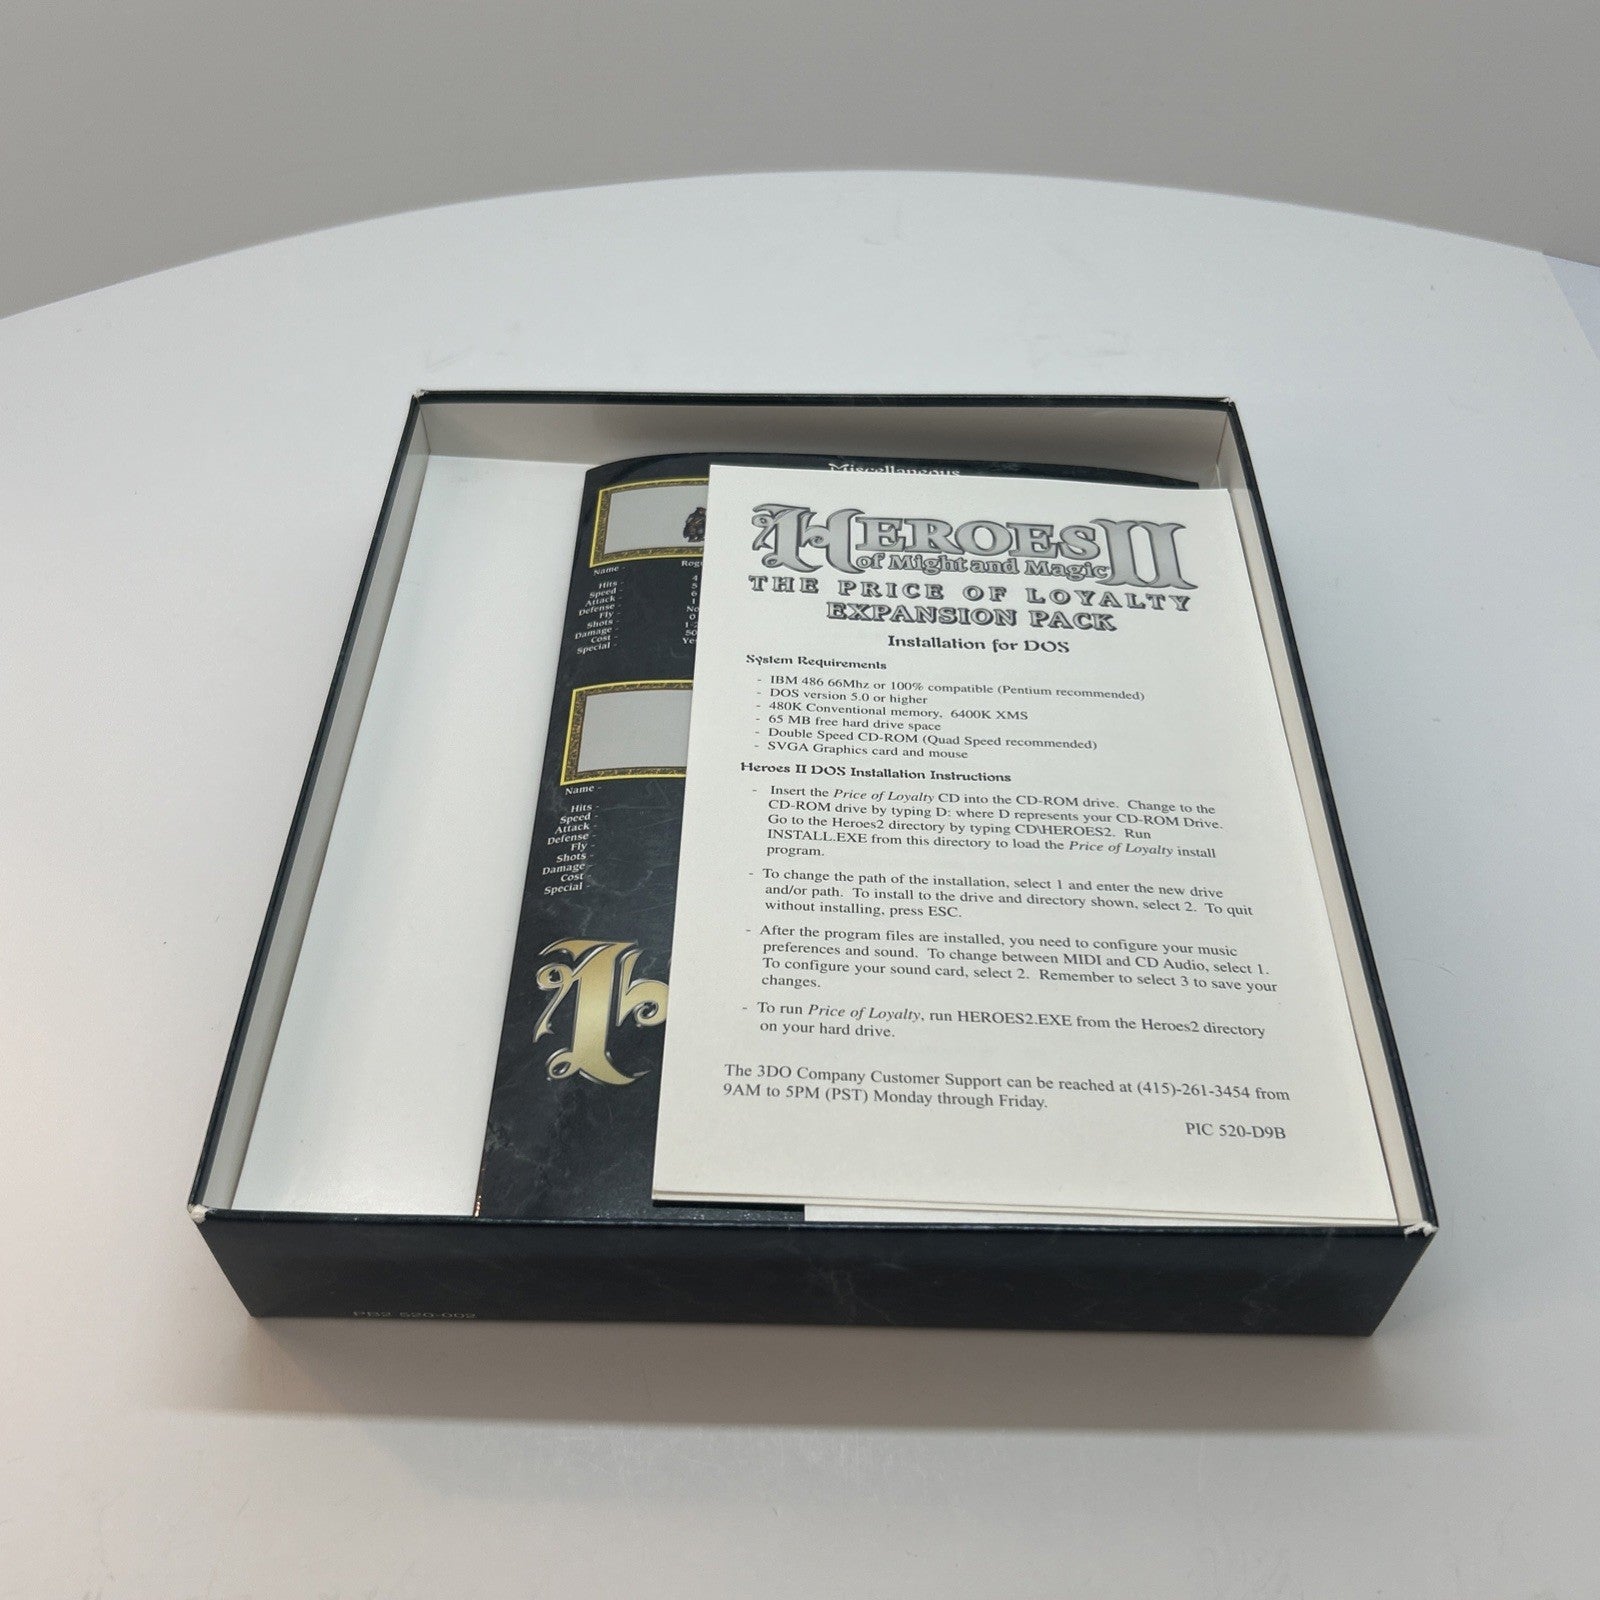 Miscellaneous
Name -
Hits -
Speed -
Attack -
Defense -
Fly -
Shots -
Damage -
Cost -
Special -
4
5
6
1
0
50
Name -
Hits -
Speed -
Attack -
Defense -
Fly -
Shots -
Damage -
Cost -
Special -
HEROES II
of Might and Magic
THE PRICE OF LOYALTY
EXPANSION PACK
Installation for DOS
System Requirements
- IBM 486 66Mhz or 100% compatible (Pentium recommended)
- DOS version 5.0 or higher
- 480K Conventional memory, 6400K XMS
- 65 MB free hard drive space
- Double Speed CD-ROM (Quad Speed recommended)
- SVGA Graphics card and mouse
Heroes II DOS Installation Instructions
- Insert the Price of Loyalty CD into the CD-ROM drive. Change to the
CD-ROM drive by typing D: where D represents your CD-ROM Drive.
Go to the Heroes2 directory by typing CD\HEROES2. Run
INSTALL.EXE from this directory to load the Price of Loyalty install
program.
- To change the path of the installation, select 1 and enter the new drive
and/or path. To install to the drive and directory shown, select 2. To quit
without installing, press ESC.
- After the program files are installed, you need to configure your music
preferences and sound. To change between MIDI and CD Audio, select 1.
To configure your sound card, select 2. Remember to select 3 to save your
changes.
- To run Price of Loyalty, run HEROES2.EXE from the Heroes2 directory
on your hard drive.
The 3DO Company Customer Support can be reached at (415)-261-3454 from
9AM to 5PM (PST) Monday through Friday.
PIC 520-D9B
PB2 520-002